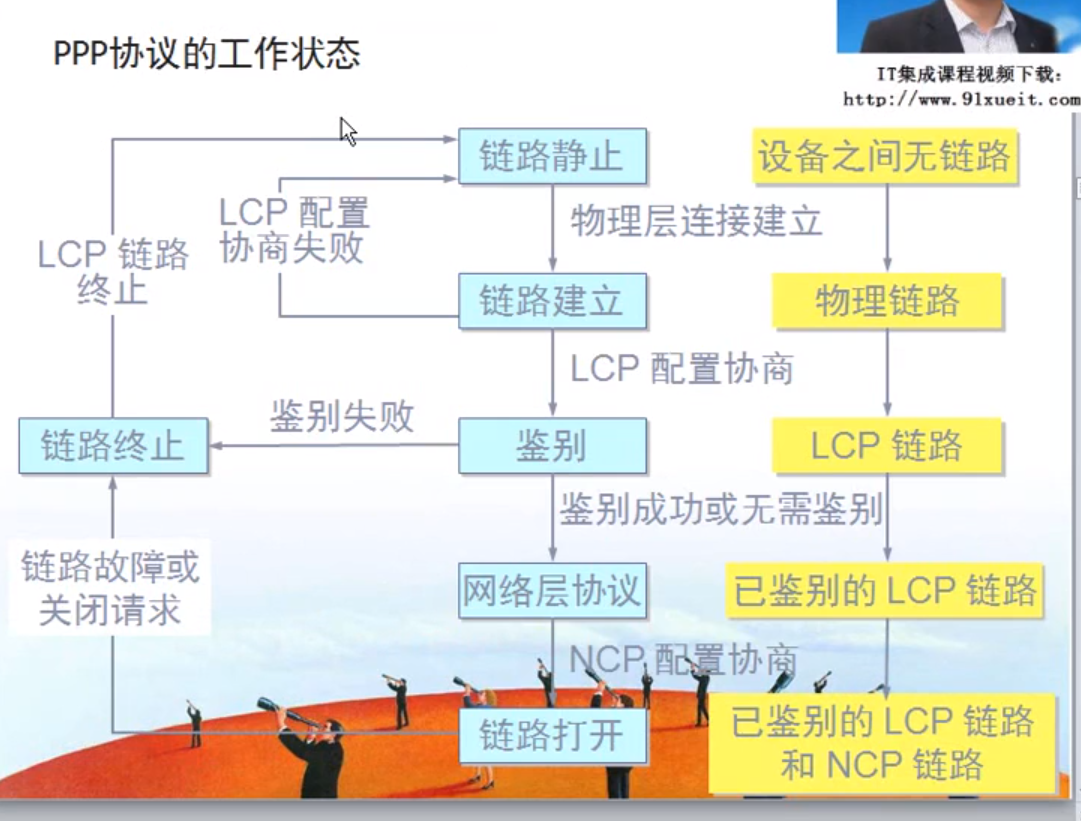 PPP协议的工作状态
IT集成课程视频下载：
http://www.91xueit.com
链路静止
设备之间无链路
LCP 配置
协商失败
物理层连接建立
LCP 链路
终止
链路建立
物理链路
LCP 配置协商
鉴别失败
链路终止
鉴别
LCP 链路
鉴别成功或无需鉴别
链路故障或
关闭请求
网络层协议
已鉴别的 LCP 链路
NCP 配置协商
链路打开
已鉴别的 LCP 链路
和 NCP 链路